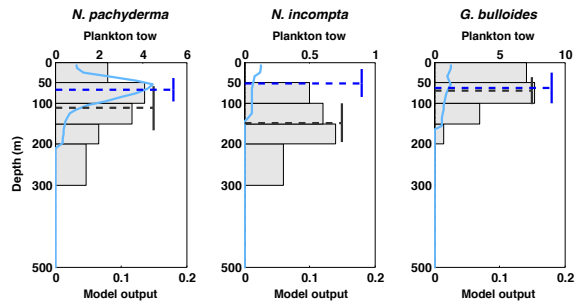 N. pachyderma N. incompta G. bulloides
Plankton tow Plankton tow Plankton tow
0 2 4 6 0 0.5 1 0 5 10
0 0 0
50 50 50
100 100 100
Depth (m)
200 200 200
300 300 300
500 500 500
0 0.1 0.2 0 0.1 0.2 0 0.1 0.2
Model output Model output Model output